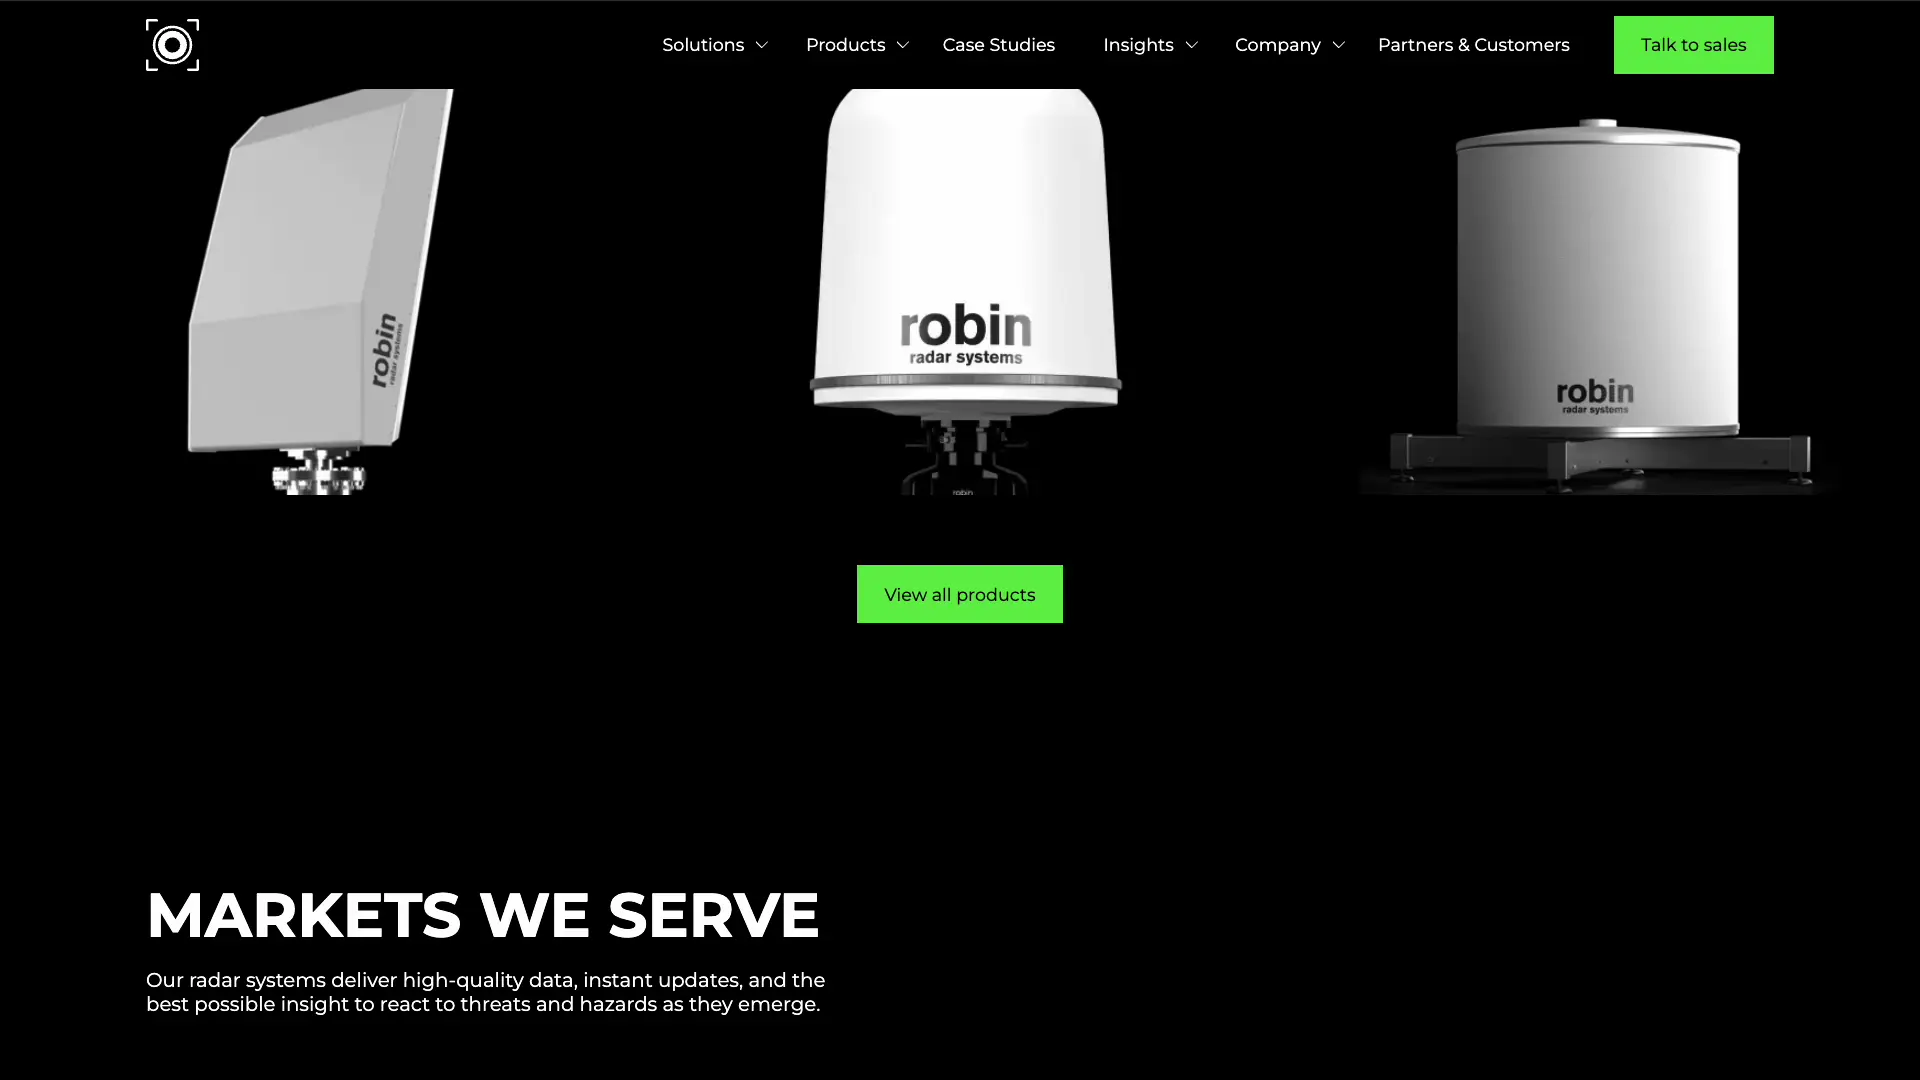 Solutions
Products
Case Studies
Insights
Company
Partners & Customers
Talk to sales
robin
radar systems
robin
radar systems
robin
radar systems
robin
View all products
MARKETS WE SERVE
Our radar systems deliver high-quality data, instant updates, and the
best possible insight to react to threats and hazards as they emerge.